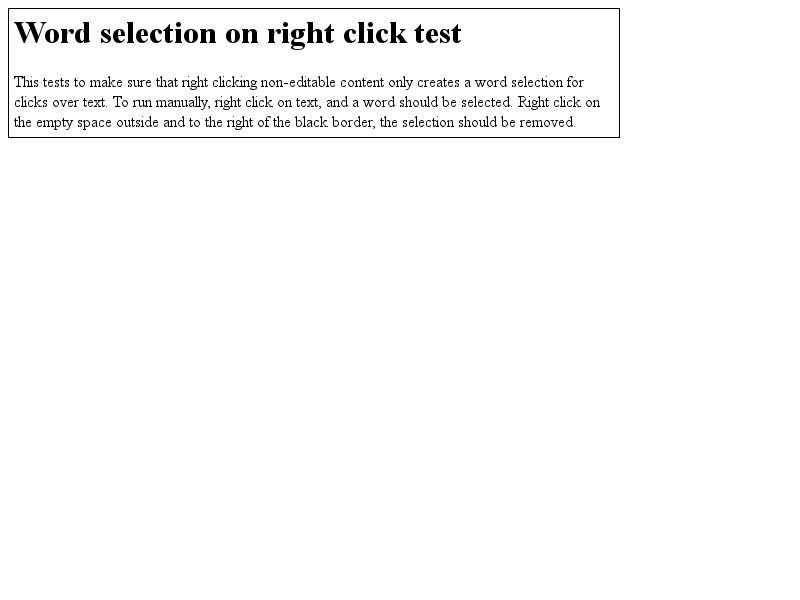 Word selection on right click test
This tests to make sure that right clicking non-editable content only creates a word selection for
clicks over text. To run manually, right click on text, and a word should be selected. Right click on
the empty space outside and to the right of the black border, the selection should be removed.